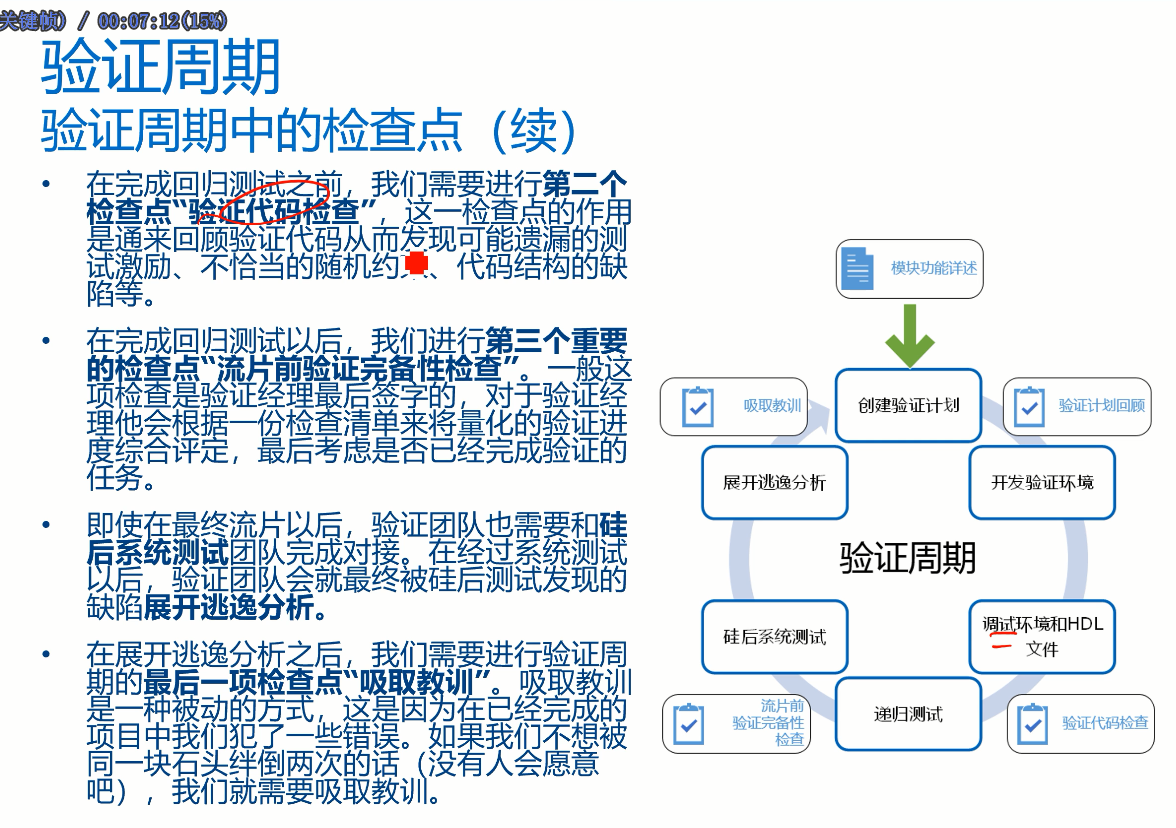 关键帧) / 00:07:12(15%)
验证周期
验证周期中的检查点（续）
• 在完成回归测试之前，我们需要进行第二个
检查点“验证代码检查”，这一检查点的作用
是通来回顾验证代码从而发现可能遗漏的测
试激励、不恰当的随机约、代码结构的缺
陷等。
• 在完成回归测试以后，我们进行第三个重要
的检查点“流片前验证完备性检查”。一般这
项检查是验证经理最后签字的，对于验证经
理他会根据一份检查清单来将量化的验证进
度综合评定，最后考虑是否已经完成验证的
任务。
• 即使在最终流片以后，验证团队也需要和硅
后系统测试团队完成对接。在经过系统测试
以后，验证团队会就最终被硅后测试发现的
缺陷展开逃逸分析。
• 在展开逃逸分析之后，我们需要进行验证周
期的最后一项检查点“吸取教训”。吸取教训
是一种被动的方式，这是因为在已经完成的
项目中我们犯了一些错误。如果我们不想被
同一块石头绊倒两次的话（没有人会愿意
吧），我们就需要吸取教训。
模块功能详述
吸取教训
创建验证计划
验证计划回顾
展开逃逸分析
开发验证环境
验证周期
硅后系统测试
调试环境和HDL
文件
流片前
验证完备性
检查
递归测试
验证代码检查